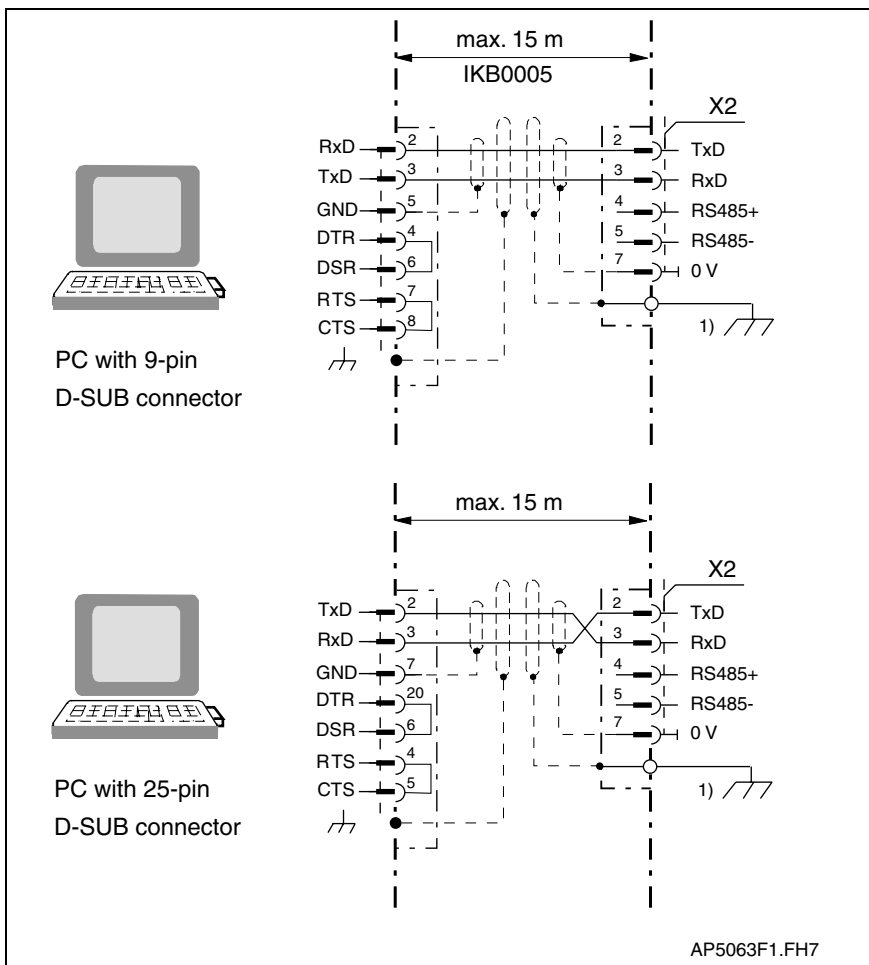 max. 15 m
IKB0005
X2
RxD 2 2 TxD
TxD 3 3 RxD
GND 5 4 RS485+
DTR 4 5 RS485-
DSR 6 7 0 V
RTS 7
CTS 8 1)
PC with 9-pin
D-SUB connector
max. 15 m
X2
TxD 2 2 TxD
RxD 3 3 RxD
GND 7 4 RS485+
DTR 20 5 RS485-
DSR 6 7 0 V
RTS 4
CTS 5 1)
PC with 25-pin
D-SUB connector
AP5063F1.FH7